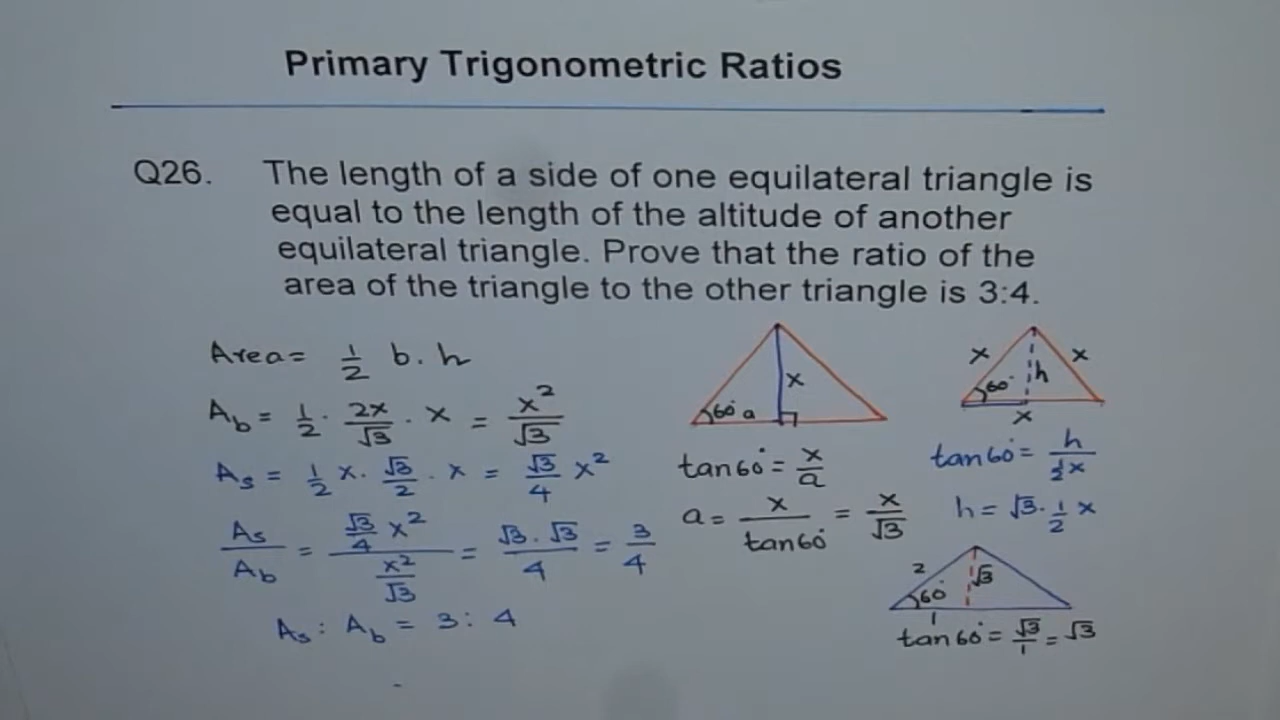 Primary Trigonometric Ratios
Q26. The length of a side of one equilateral triangle is
equal to the length of the altitude of another
equilateral triangle. Prove that the ratio of the
area of the triangle to the other triangle is 3:4.
Area = 1/2 b. h
A_b = 1/2 · 2x/√3 · x = x²/√3
A_s = 1/2 x · √3/2 · x = √3/4 x²
A_s/A_b = (√3/4 x²)/(x²/√3) = √3 · √3/4 = 3/4
A_s : A_b = 3 : 4
x
60° a
tan 60° = x/a
a = x/tan 60° = x/√3
x x
60° h
x
tan 60° = h/(1/2 x)
h = √3 · 1/2 x
2 √3
60°
1
tan 60° = √3/1 = √3